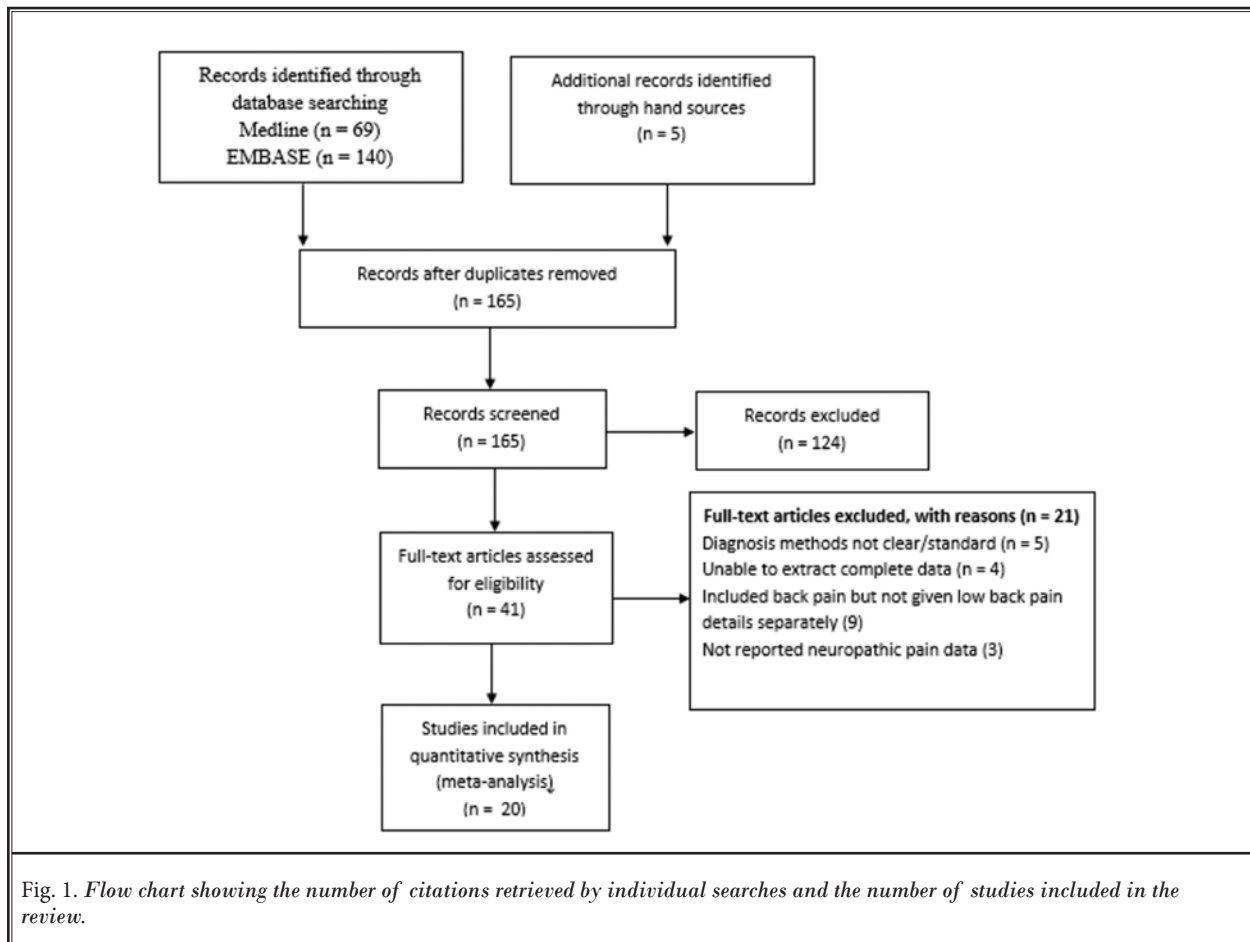 Records identified through
database searching
Medline (n = 69)
EMBASE (n = 140)
Additional records identified
through hand sources
(n = 5)
Records after duplicates removed
(n = 165)
Records screened
(n = 165)
Records excluded
(n = 124)
Full-text articles assessed
for eligibility
(n = 41)
Full-text articles excluded, with reasons (n = 21)
Diagnosis methods not clear/standard (n = 5)
Unable to extract complete data (n = 4)
Included back pain but not given low back pain
details separately (9)
Not reported neuropathic pain data (3)
Studies included in
quantitative synthesis
(meta-analysis)
(n = 20)
Fig. 1. Flow chart showing the number of citations retrieved by individual searches and the number of studies included in the
review.